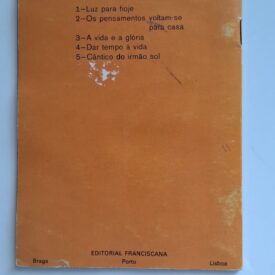 1-Luz para hoje
2-Os pensamentos voltam-se
para casa
3-A vida e a glória
4-Dar tempo à vida
5-Cântico do irmão sol
EDITORIAL FRANCISCANA
Braga Porto Lisboa